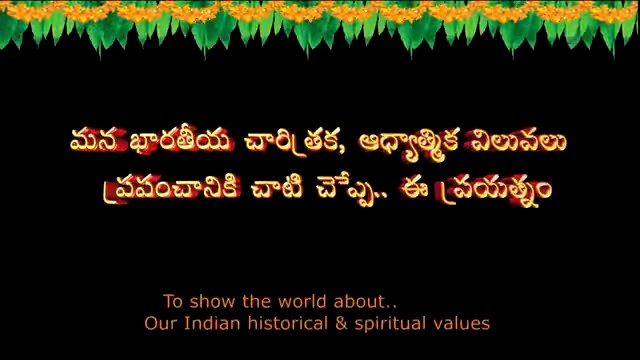 మన భారతీయ చారిత్రక, ఆధ్యాత్మిక విలువలు
ప్రపంచానికి చాటి చెప్పే.. ఈ ప్రయత్నం
To show the world about..
Our Indian historical & spiritual values